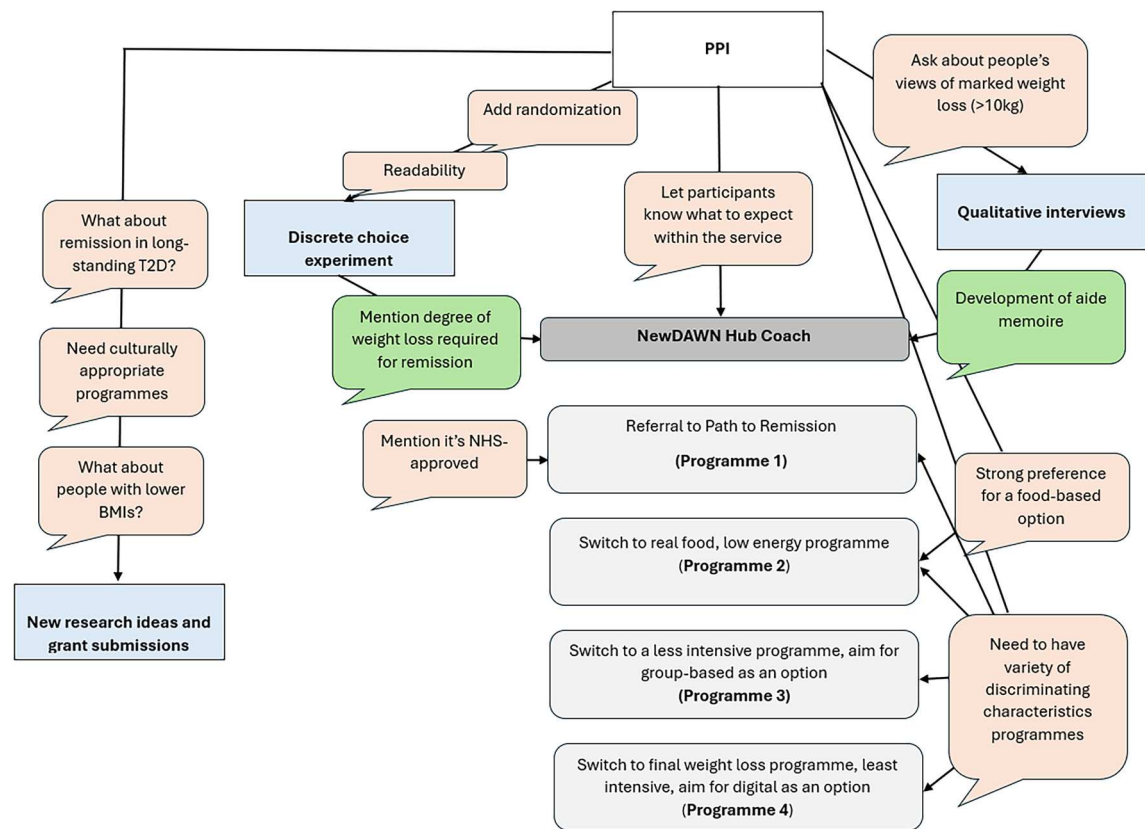 PPI
Ask about people's
views of marked weight
loss (>10kg)
Add randomization
Readability
Let participants
know what to expect
within the service
Qualitative interviews
What about
remission in long-
standing T2D?
Discrete choice
experiment
Mention degree of
weight loss required
for remission
NewDAWN Hub Coach
Development of aide
memoire
Need culturally
appropriate
programmes
Mention it's NHS-
approved
Referral to Path to Remission
(Programme 1)
What about
people with lower
BMIs?
Strong preference
for a food-based
option
Switch to real food, low energy programme
(Programme 2)
New research ideas and
grant submissions
Switch to a less intensive programme, aim for
group-based as an option
(Programme 3)
Need to have
variety of
discriminating
characteristics
programmes
Switch to final weight loss programme, least
intensive, aim for digital as an option
(Programme 4)